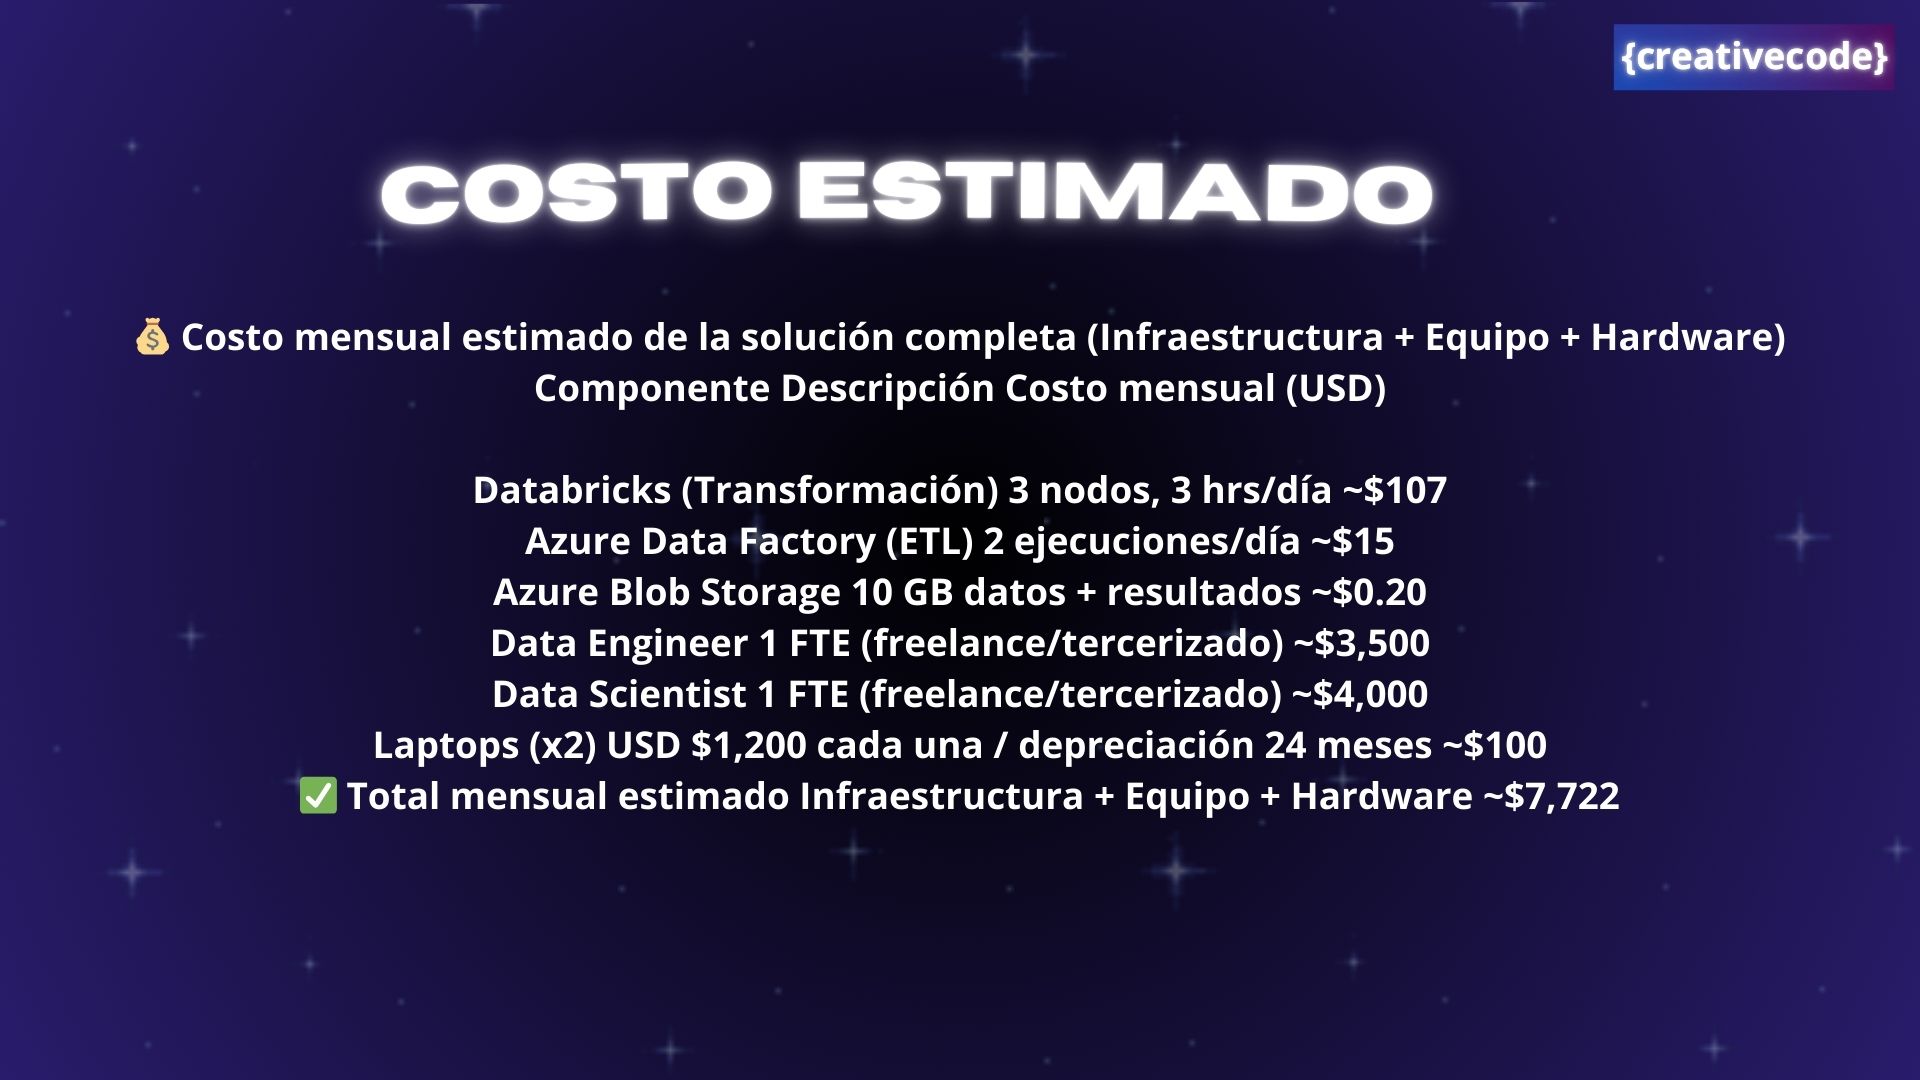 {creativecode}
COSTO ESTIMADO
💰 Costo mensual estimado de la solución completa (Infraestructura + Equipo + Hardware)
Componente Descripción Costo mensual (USD)
Databricks (Transformación) 3 nodos, 3 hrs/día ~$107
Azure Data Factory (ETL) 2 ejecuciones/día ~$15
Azure Blob Storage 10 GB datos + resultados ~$0.20
Data Engineer 1 FTE (freelance/tercerizado) ~$3,500
Data Scientist 1 FTE (freelance/tercerizado) ~$4,000
Laptops (x2) USD $1,200 cada una / depreciación 24 meses ~$100
✅ Total mensual estimado Infraestructura + Equipo + Hardware ~$7,722